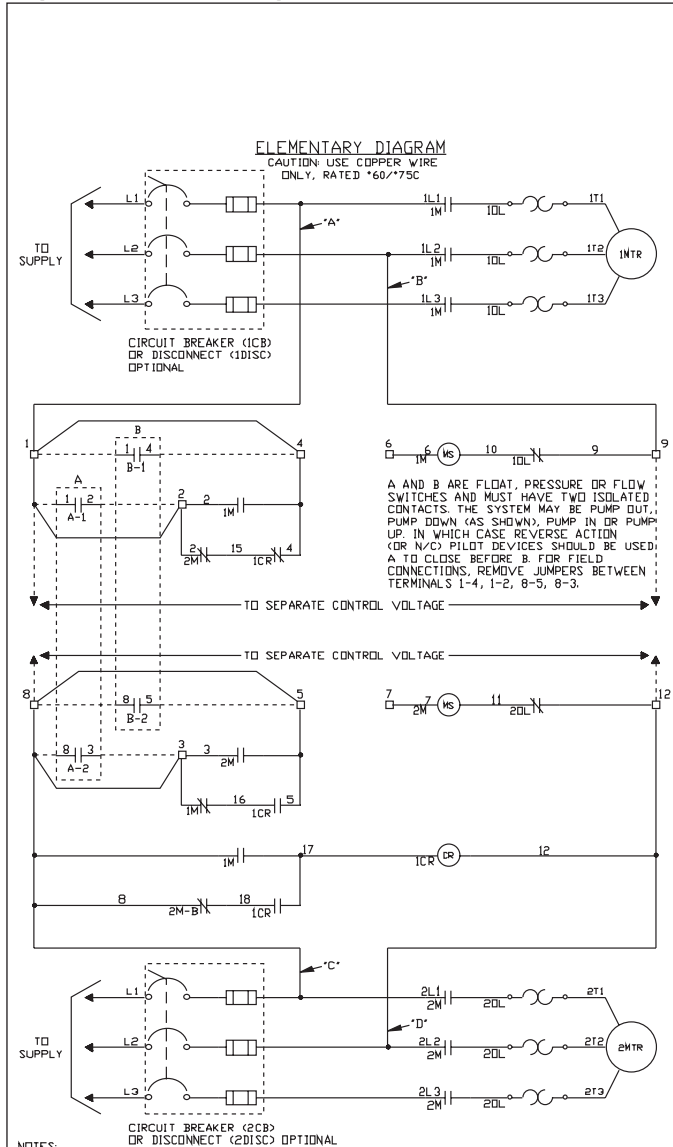 ELEMENTARY DIAGRAM
CAUTION: USE COPPER WIRE
ONLY, RATED *60/*75C
L1
1L1
1M
1OL
1T1
"A"
TO
SUPPLY
L2
1L2
1M
1OL
1T2
1MTR
"B"
L3
1L3
1M
1OL
1T3
CIRCUIT BREAKER (1CB)
OR DISCONNECT (1DISC)
OPTIONAL
1
B
1 4
B-1
4
6
6
1M
MS
10
1OL
9
9
A
1 2
A-1
2
2
1M
2
2M
15
1CR
4
A AND B ARE FLOAT, PRESSURE OR FLOW
SWITCHES AND MUST HAVE TWO ISOLATED
CONTACTS. THE SYSTEM MAY BE PUMP OUT,
PUMP DOWN (AS SHOWN), PUMP IN OR PUMP
UP. IN WHICH CASE REVERSE ACTION
(OR N/C) PILOT DEVICES SHOULD BE USED
A TO CLOSE BEFORE B. FOR FIELD
CONNECTIONS, REMOVE JUMPERS BETWEEN
TERMINALS 1-4, 1-2, 8-5, 8-3.
TO SEPARATE CONTROL VOLTAGE
TO SEPARATE CONTROL VOLTAGE
8
8 5
B-2
5
7
7
2M
MS
11
2OL
12
8 3
A-2
3
3
2M
1M
16
1CR
5
1M
17
1CR
CR
12
8
2M-B
18
1CR
"C"
L1
2L1
2M
2OL
2T1
"D"
TO
SUPPLY
L2
2L2
2M
2OL
2T2
2MTR
L3
2L3
2M
2OL
2T3
CIRCUIT BREAKER (2CB)
OR DISCONNECT (2DISC) OPTIONAL
NOTES: